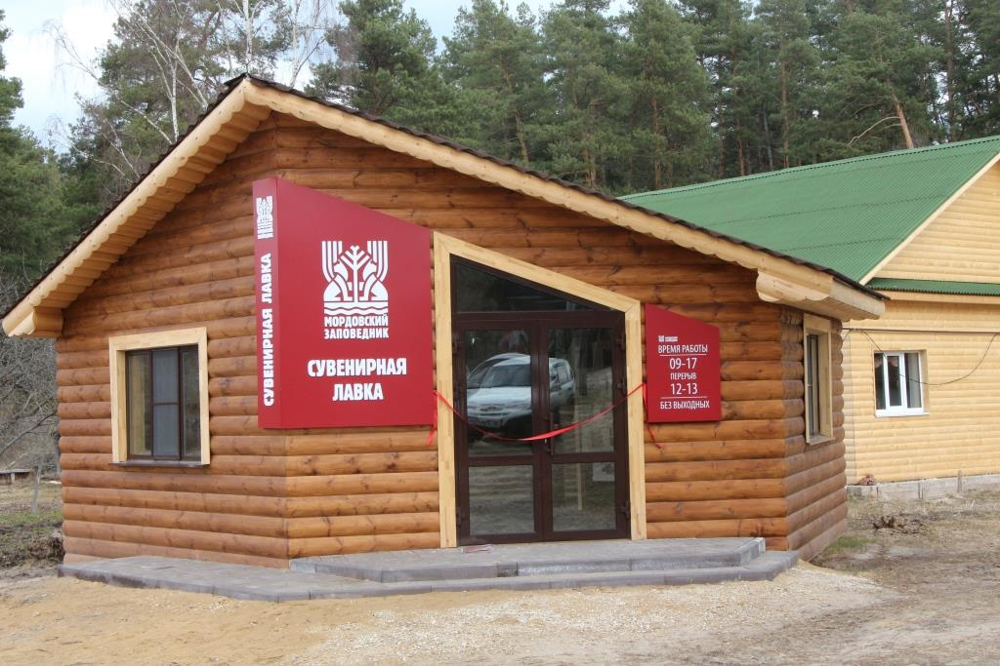 СУВЕНИРНАЯ ЛАВКА
МОРДОВСКИЙ
ЗАПОВЕДНИК
СУВЕНИРНАЯ
ЛАВКА
ВРЕМЯ РАБОТЫ
09-17
ПЕРЕРЫВ
12-13
БЕЗ ВЫХОДНЫХ